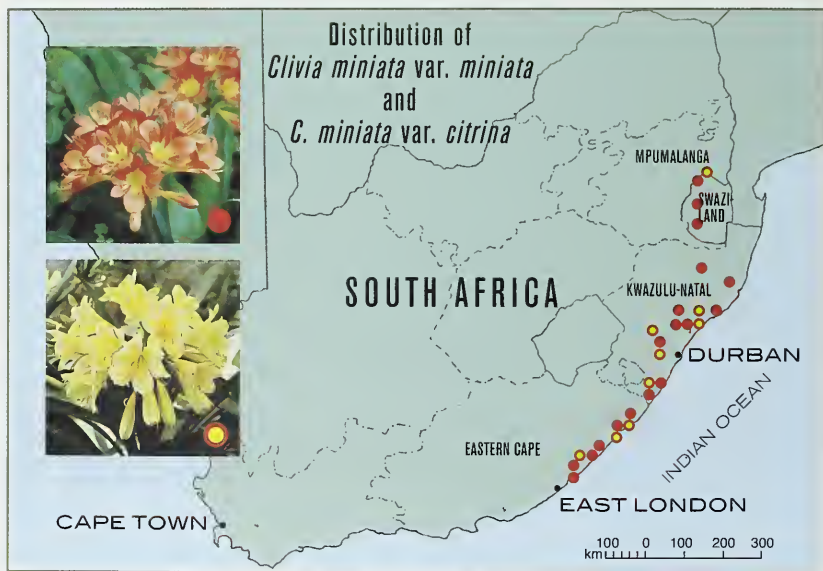 Distribution of
Clivia miniata var. miniata
and
C. miniata var. citrina
MPUMALANGA
SWAZI-
LAND
SOUTH AFRICA
KWAZULU-NATAL
DURBAN
INDIAN OCEAN
EASTERN CAPE
EAST LONDON
CAPE TOWN
km 100 0 100 200 300